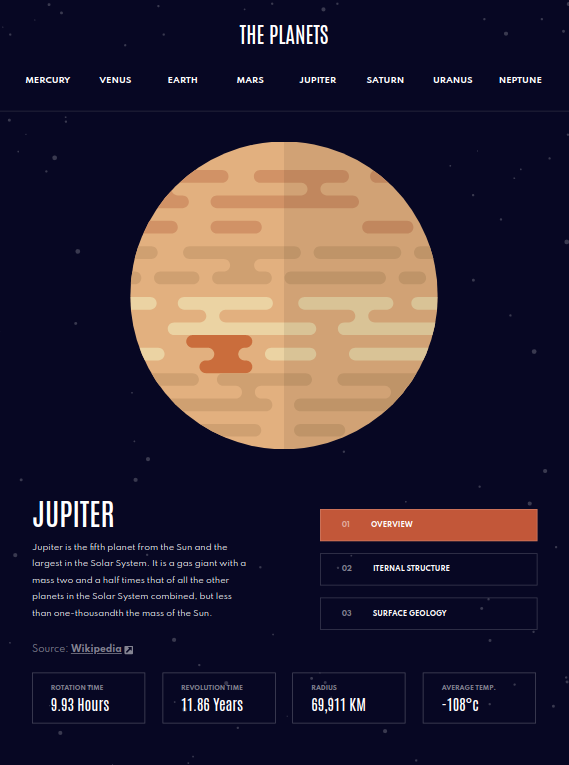 THE PLANETS
MERCURY VENUS EARTH MARS JUPITER SATURN URANUS NEPTUNE
JUPITER
Jupiter is the fifth planet from the Sun and the
largest in the Solar System. It is a gas giant with a
mass two and a half times that of all the other
planets in the Solar System combined, but less
than one-thousandth the mass of the Sun.
Source: Wikipedia
01 OVERVIEW
02 ITERNAL STRUCTURE
03 SURFACE GEOLOGY
ROTATION TIME
9.93 Hours
REVOLUTION TIME
11.86 Years
RADIUS
69,911 KM
AVERAGE TEMP.
-108°c